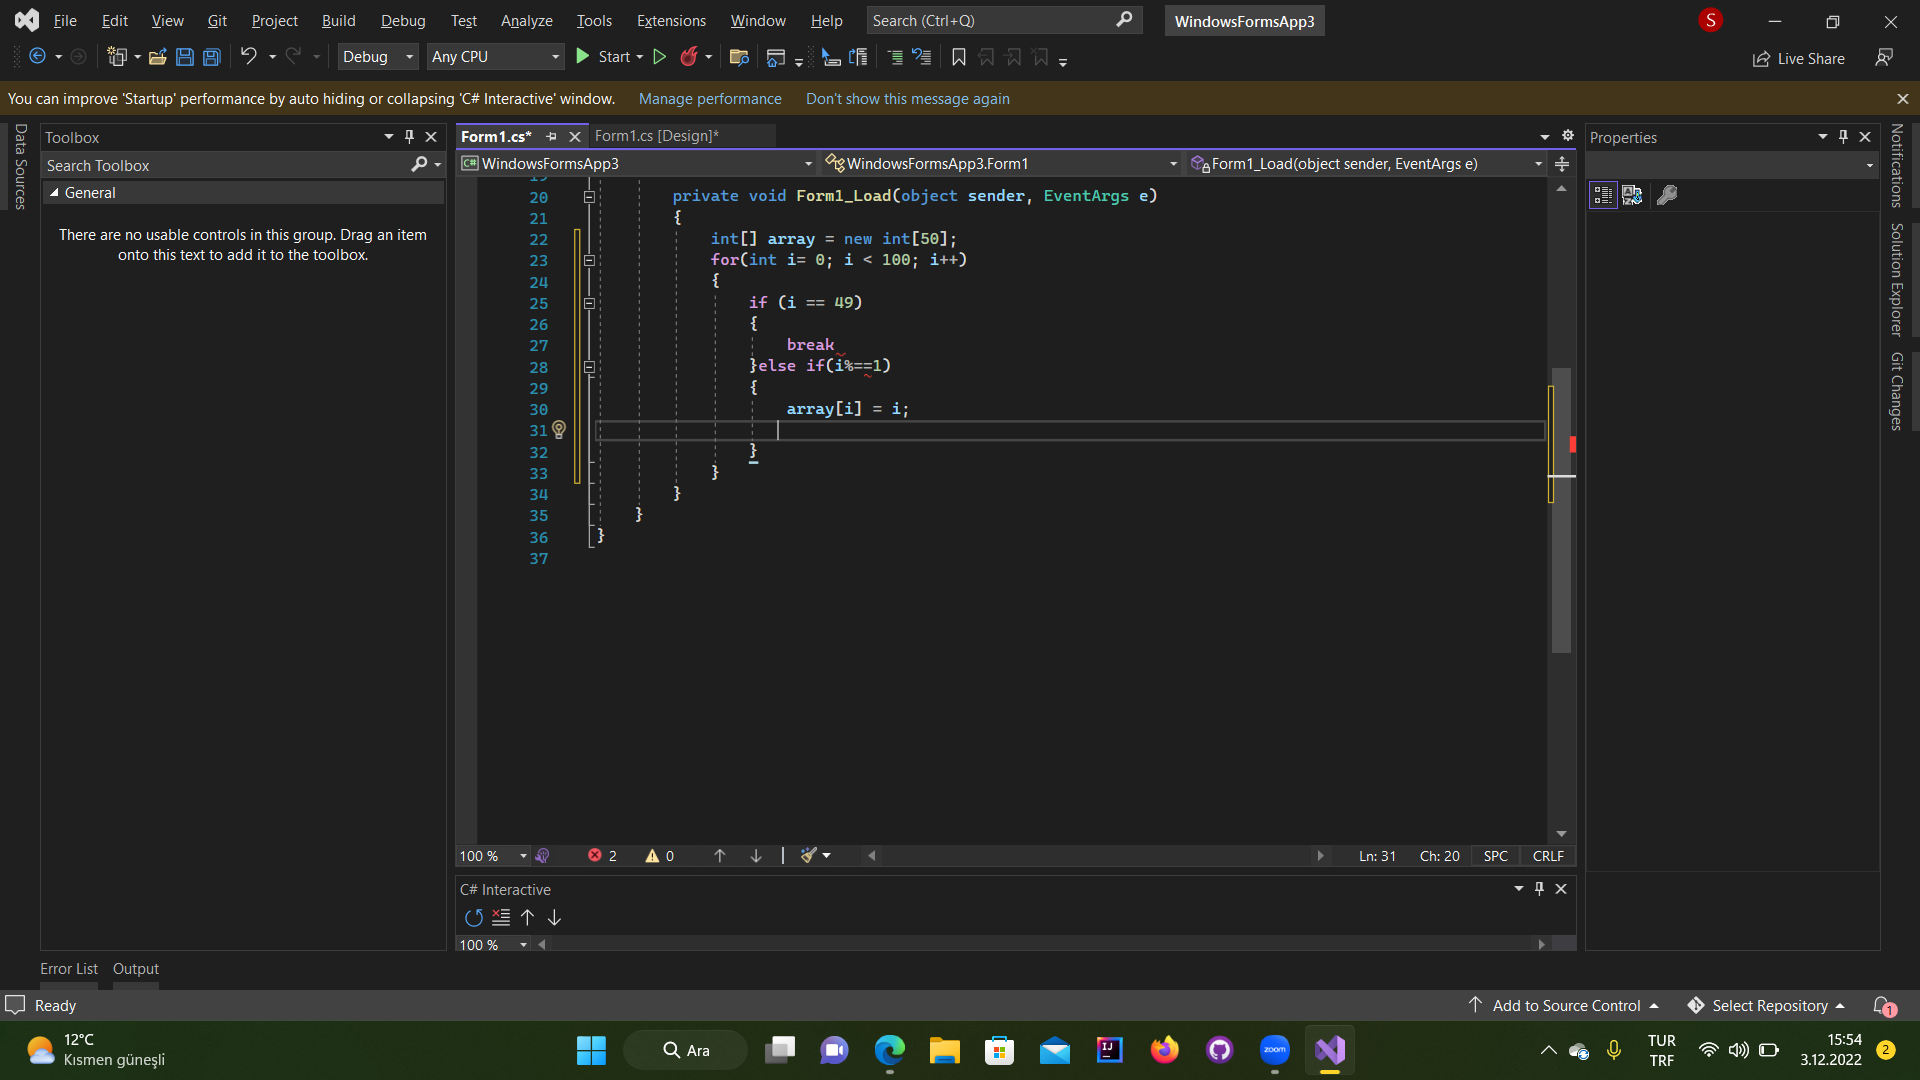 File Edit View Git Project Build Debug Test Analyze Tools Extensions Window Help Search (Ctrl+Q) WindowsFormsApp3 S
Debug Any CPU Start Live Share
You can improve 'Startup' performance by auto hiding or collapsing 'C# Interactive' window. Manage performance Don't show this message again
Data Sources
Toolbox
Search Toolbox
General
There are no usable controls in this group. Drag an item
onto this text to add it to the toolbox.
Form1.cs* Form1.cs [Design]*
C# WindowsFormsApp3 WindowsFormsApp3.Form1 Form1_Load(object sender, EventArgs e)
19
20 private void Form1_Load(object sender, EventArgs e)
21 {
22 int[] array = new int[50];
23 for(int i= 0; i < 100; i++)
24 {
25 if (i == 49)
26 {
27 break
28 }else if(i%==1)
29 {
30 array[i] = i;
31
32 }
33 }
34 }
35 }
36 }
37
100 % 2 0 Ln: 31 Ch: 20 SPC CRLF
C# Interactive
100 %
Properties
Notifications
Solution Explorer
Git Changes
Error List Output
Ready Add to Source Control Select Repository 1
12°C
Kısmen güneşli
Ara
IJ
zoom
TUR
TRF
15:54
3.12.2022
2